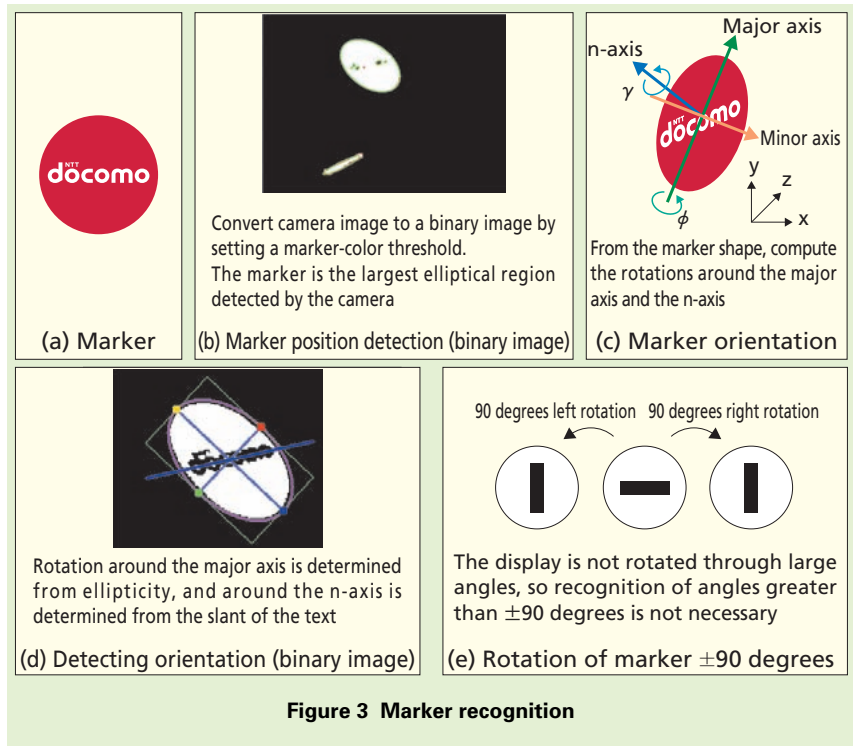 NTT
döcomo
(a) Marker
Convert camera image to a binary image by
setting a marker-color threshold.
The marker is the largest elliptical region
detected by the camera
(b) Marker position detection (binary image)
Major axis
n-axis
γ
NTT
döcomo
Minor axis
y
z
x
ϕ
From the marker shape, compute
the rotations around the major
axis and the n-axis
(c) Marker orientation
döcomo
Rotation around the major axis is determined
from ellipticity, and around the n-axis is
determined from the slant of the text
(d) Detecting orientation (binary image)
90 degrees left rotation
90 degrees right rotation
The display is not rotated through large
angles, so recognition of angles greater
than ±90 degrees is not necessary
(e) Rotation of marker ±90 degrees
Figure 3 Marker recognition